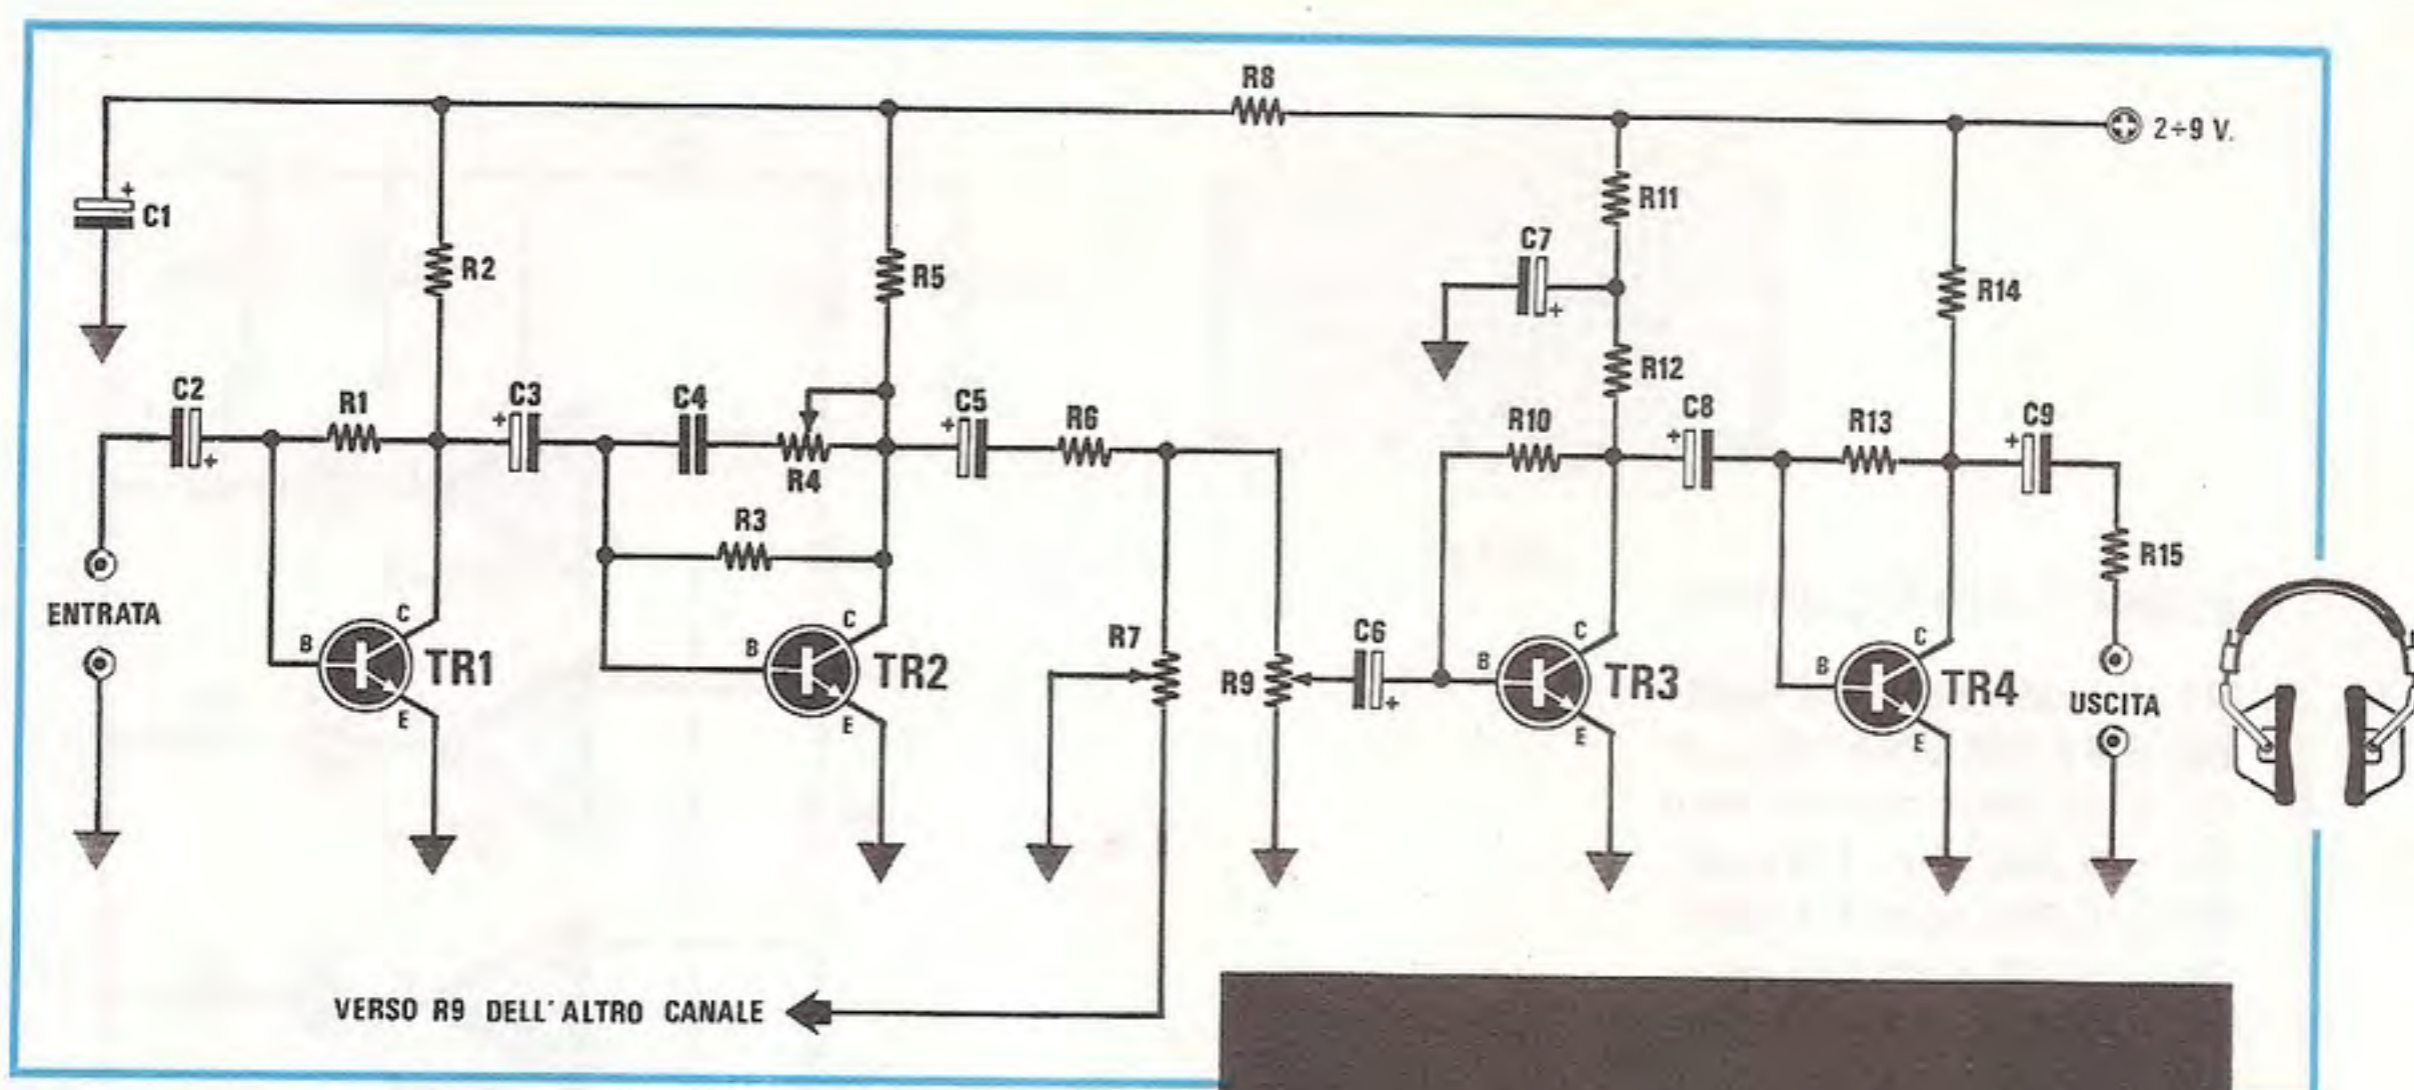 R8
2÷9 V.
+
C1
R2
R5
R11
C7
+
R14
R12
C2
+
R1
C3
+
C4
R4
C5
+
R6
R10
C8
+
R13
C9
+
R3
R15
ENTRATA
B
C
E
TR1
B
C
E
TR2
R7
R9
C6
+
B
C
E
TR3
B
C
E
TR4
USCITA
VERSO R9 DELL'ALTRO CANALE